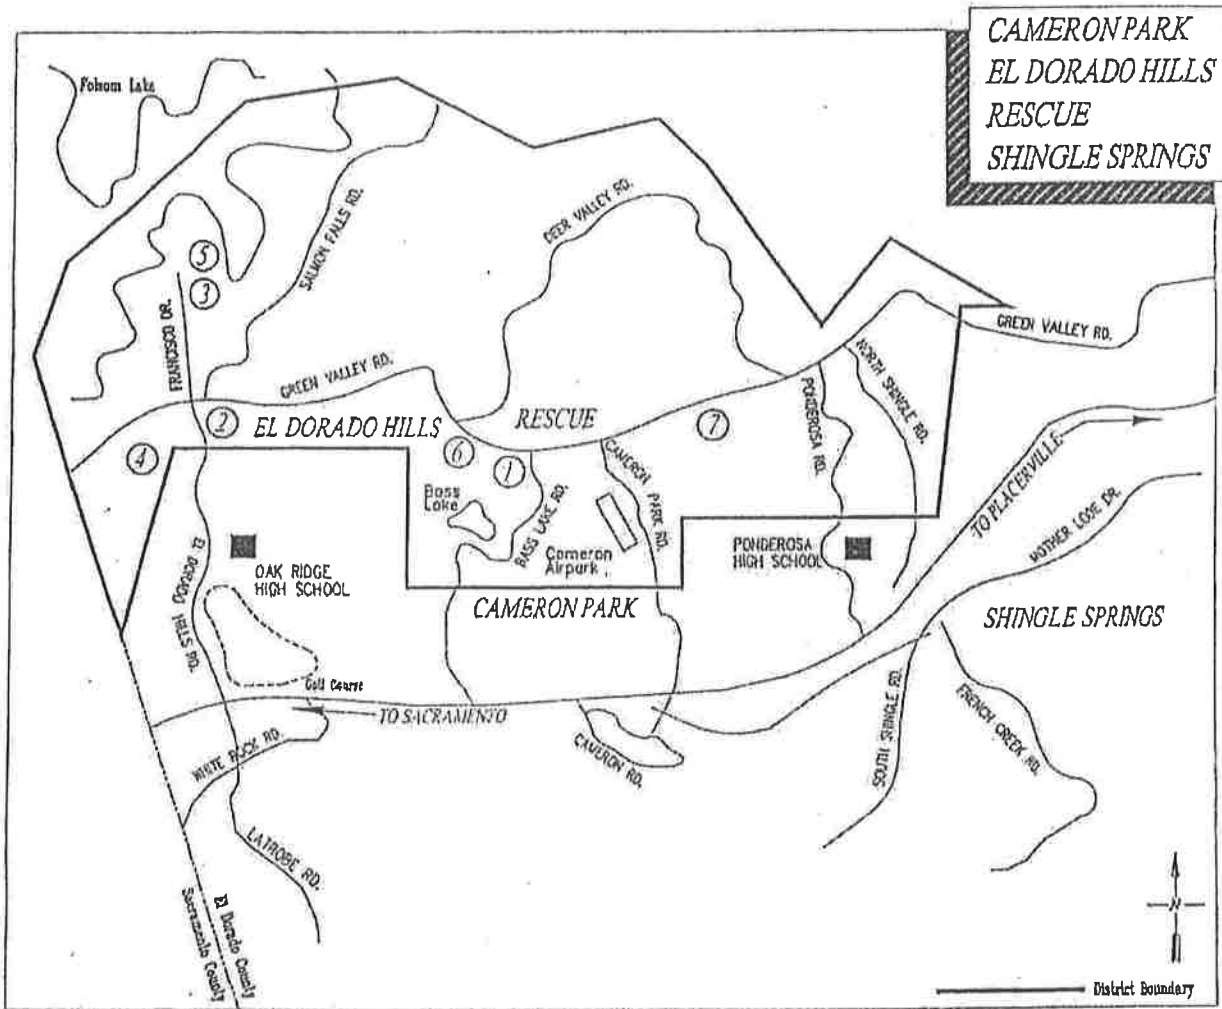 CAMERON PARK
EL DORADO HILLS
RESCUE
SHINGLE SPRINGS
Folsom Lake
SALMON FALLS RD.
DEER VALLEY RD.
5
3
FRANCISCO DR.
GREEN VALLEY RD.
GREEN VALLEY RD.
NORTH SHINGLE RD.
PONDEROSA RD.
2
EL DORADO HILLS
RESCUE
7
4
6
1
CAMERON PARK RD.
Bass
Lake
BASS LAKE RD.
Cameron
Airpark
TO PLACERVILLE
MOTHER LODE DR.
EL DORADO HILLS RD.
OAK RIDGE
HIGH SCHOOL
PONDEROSA
HIGH SCHOOL
CAMERON PARK
SHINGLE SPRINGS
Golf Course
TO SACRAMENTO
WHITE ROCK RD.
CAMERON RD.
SOUTH SHINGLE RD.
FRENCH CREEK RD.
LATROBE RD.
El Dorado County
Sacramento County
N
District Boundary